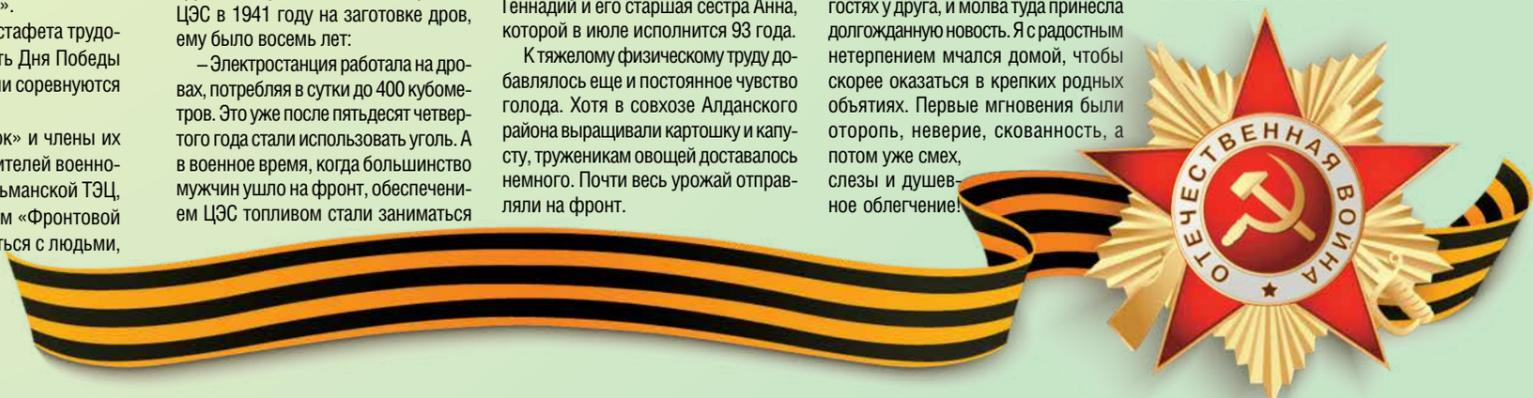 ».
стафета трудо-
ть Дня Победы
и соревнуются
ок» и члены их
ителей военно-
ьманской ТЭЦ,
м «Фронтовой
ться с людьми,
ЦЭС в 1941 году на заготовке дров,
ему было восемь лет:
– Электростанция работала на дро-
вах, потребляя в сутки до 400 кубоме-
тров. Это уже после пятьдесят четвер-
того года стали использовать уголь. А
в военное время, когда большинство
мужчин ушло на фронт, обеспечени-
ем ЦЭС топливом стали заниматься
Геннадий и его старшая сестра Анна,
которой в июле исполнится 93 года.
К тяжелому физическому труду до-
бавлялось еще и постоянное чувство
голода. Хотя в совхозе Алданского
района выращивали картошку и капу-
сту, труженикам овощей доставалось
немного. Почти весь урожай отправ-
ляли на фронт.
гостях у друга, и молва туда принесла
долгожданную новость. Я с радостным
нетерпением мчался домой, чтобы
скорее оказаться в крепких родных
объятиях. Первые мгновения были
оторопь, неверие, скованность, а
потом уже смех,
слезы и душев-
ное облегчение!
ОТЕЧЕСТВЕННАЯ ВОЙНА